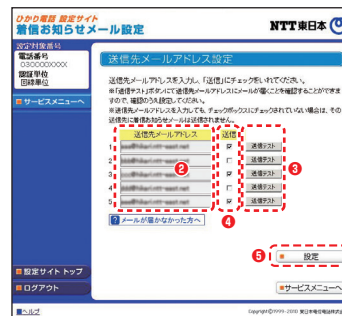 ひかり電話 設定サイト
着信お知らせメール設定
NTT東日本
設定対象番号
電話番号
03000000XXX
認証単位
回線単位
サービスメニューへ
送信先メールアドレス設定
送信先メールアドレスを入力し、「送信」にチェックをいれてください。
※「送信テスト」ボタンにて送信先メールアドレスにメールが届くことを確認することができま
すので、確認のうえ設定してください。
※送信先メールアドレスを入力しても、チェックボックスにチェックされていない場合は、その
送信先に着信お知らせメールは送信されません。
送信先メールアドレス 送信
1 送信テスト
2 送信テスト
3 ② 送信テスト ③
4 送信テスト
5 送信テスト
? メールが届かなかった方へ ④
⑤ 設定
設定サイト トップ
ログアウト
サービスメニューへ
ヘルプ
Copyright©1999-2010 東日本電信電話株式